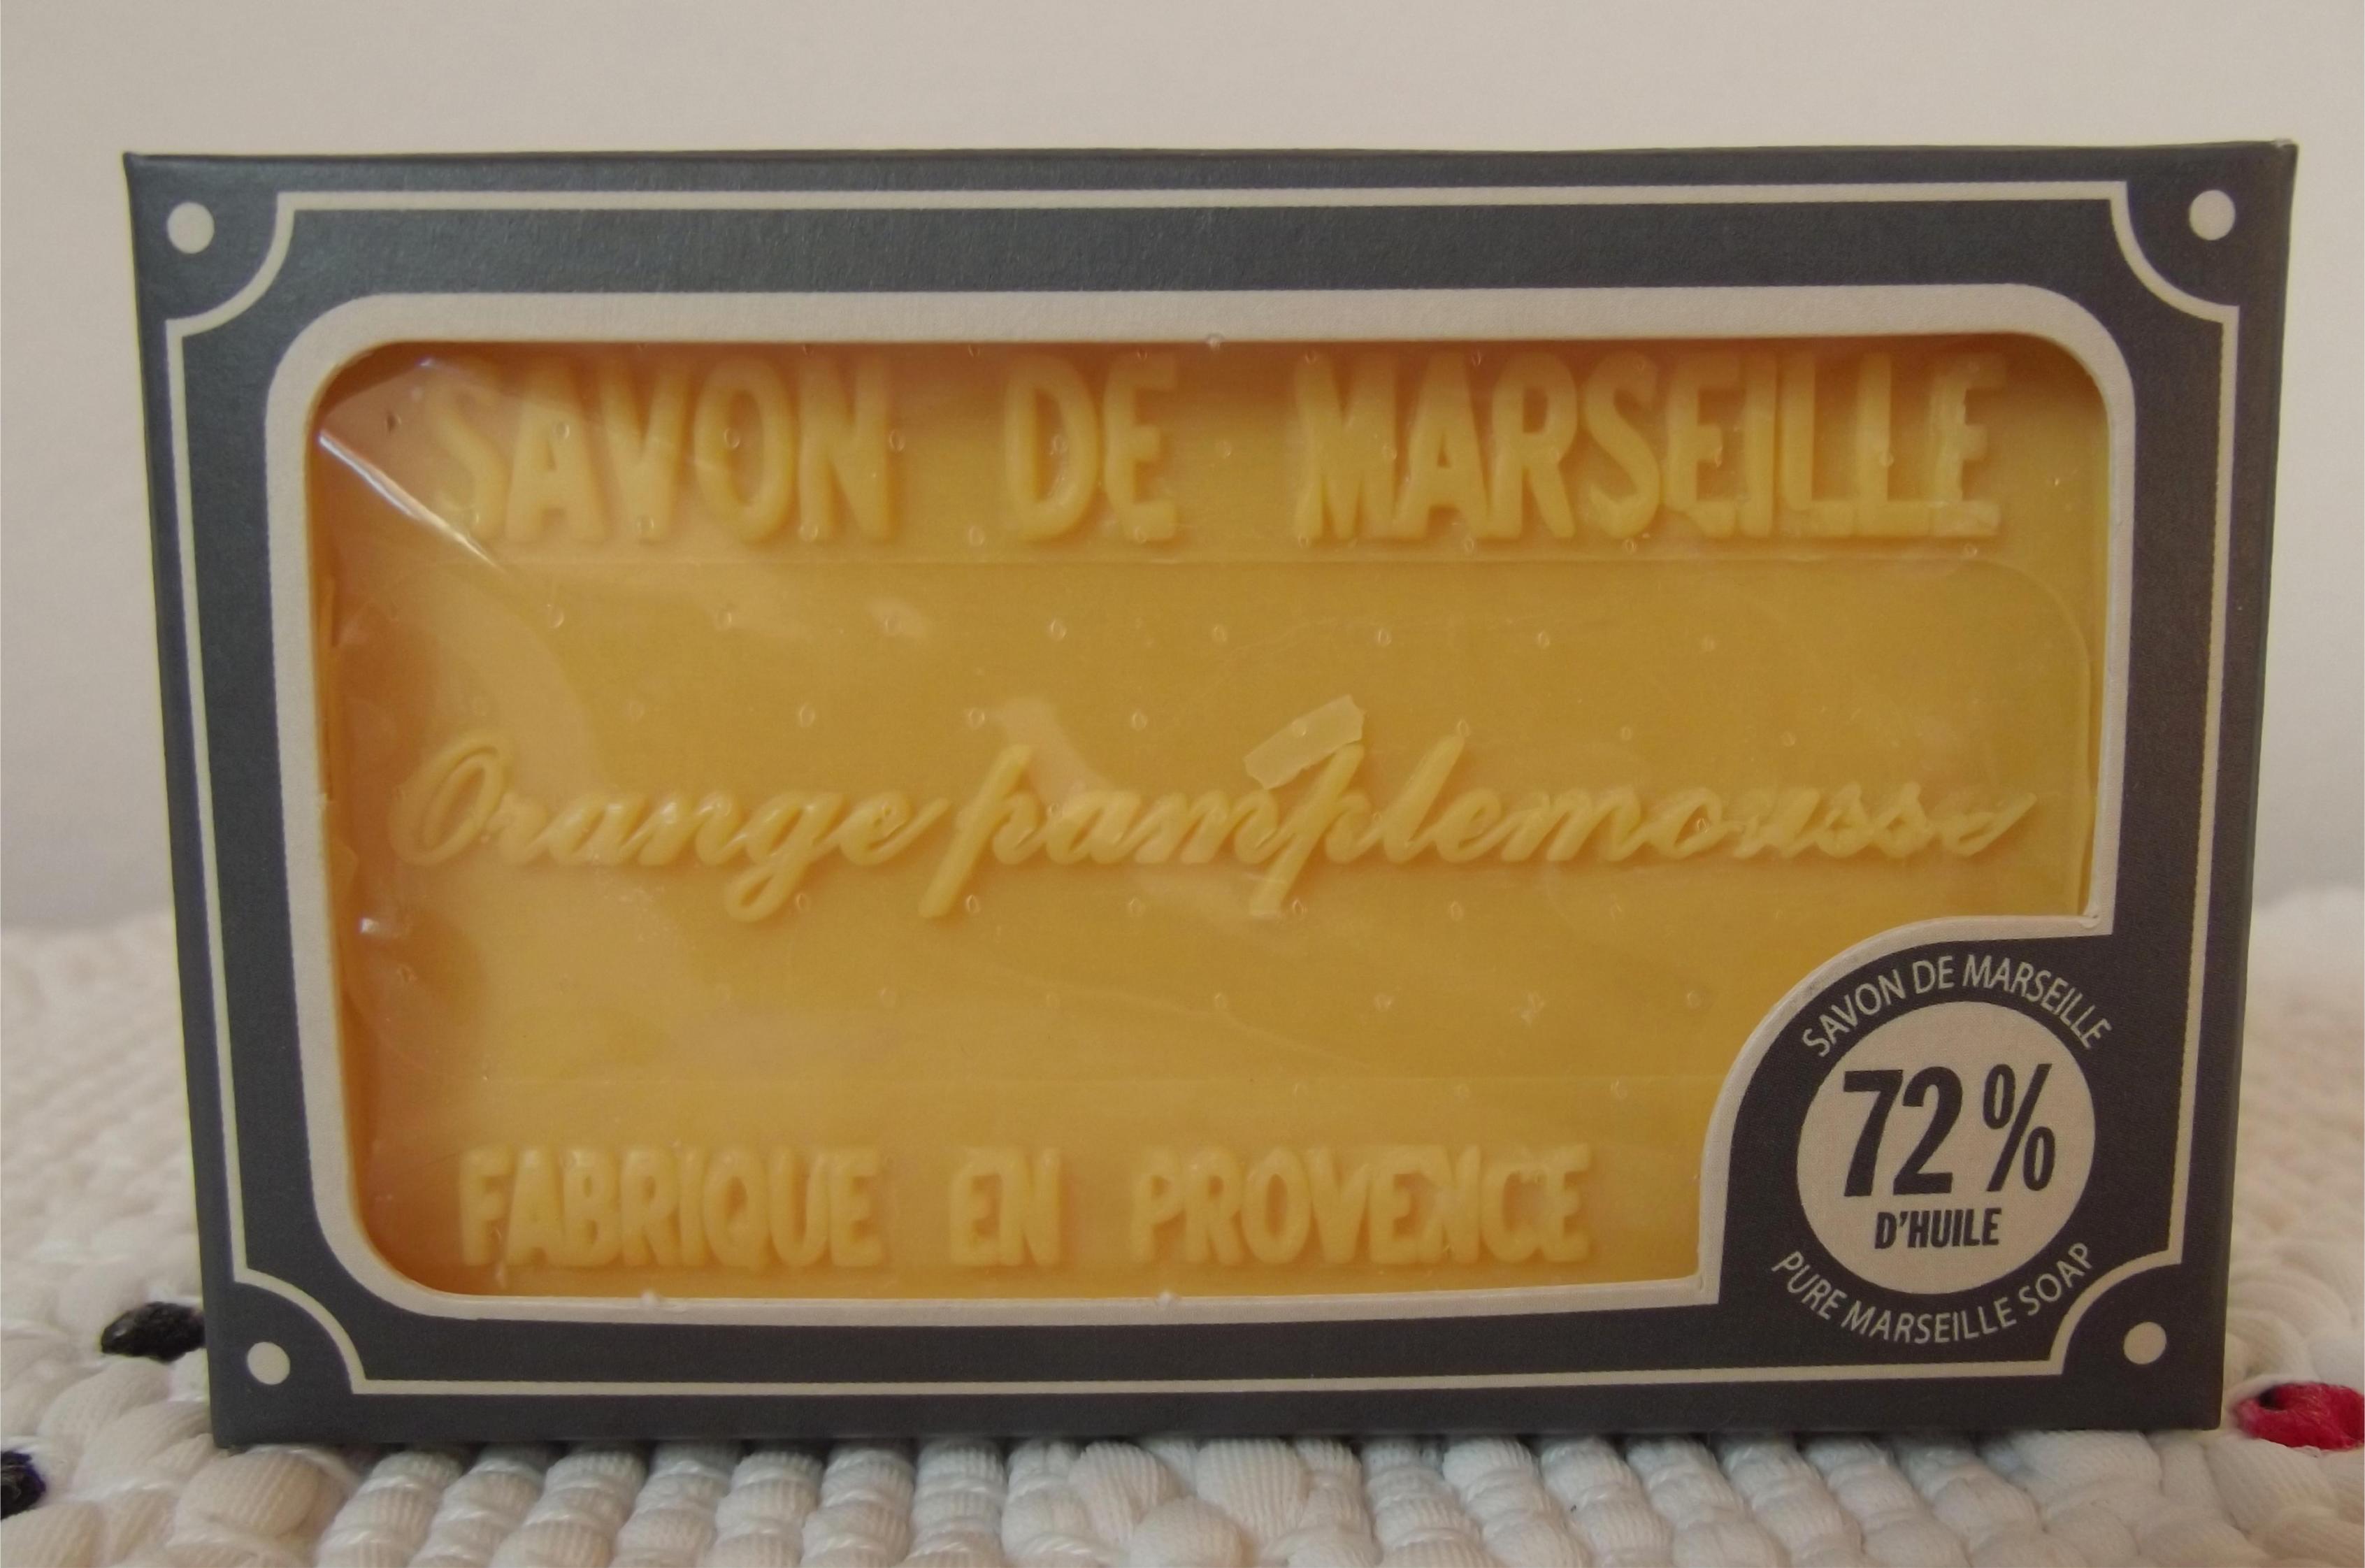 SAVON DE MARSEILLE
Orange pamplemousse
FABRIQUE EN PROVENCE
SAVON DE MARSEILLE
72%
D'HUILE
PURE MARSEILLE SOAP